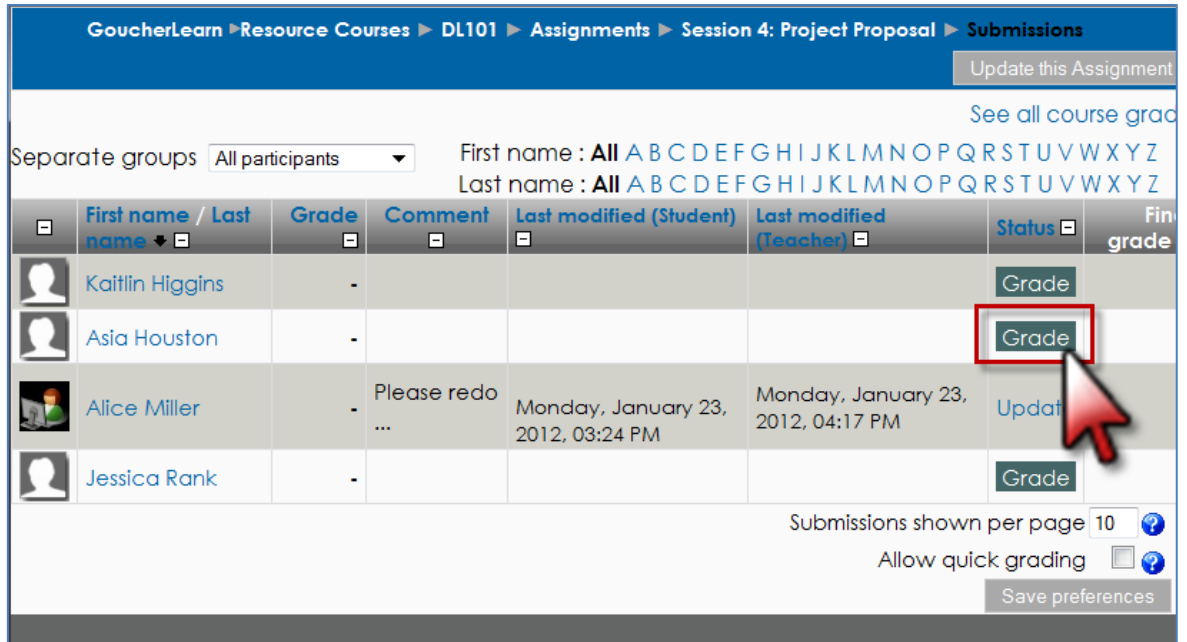 GoucherLearn ▶ Resource Courses ▶ DL101 ▶ Assignments ▶ Session 4: Project Proposal ▶ Submissions
Update this Assignment
See all course grad
Separate groups All participants
First name : All A B C D E F G H I J K L M N O P Q R S T U V W X Y Z
Last name : All A B C D E F G H I J K L M N O P Q R S T U V W X Y Z
First name / Last name Grade Comment Last modified (Student) Last modified (Teacher) Status Fin grade
Kaitlin Higgins - Grade
Asia Houston - Grade
Alice Miller - Please redo ... Monday, January 23, 2012, 03:24 PM Monday, January 23, 2012, 04:17 PM Updat
Jessica Rank - Grade
Submissions shown per page 10
Allow quick grading
Save preferences